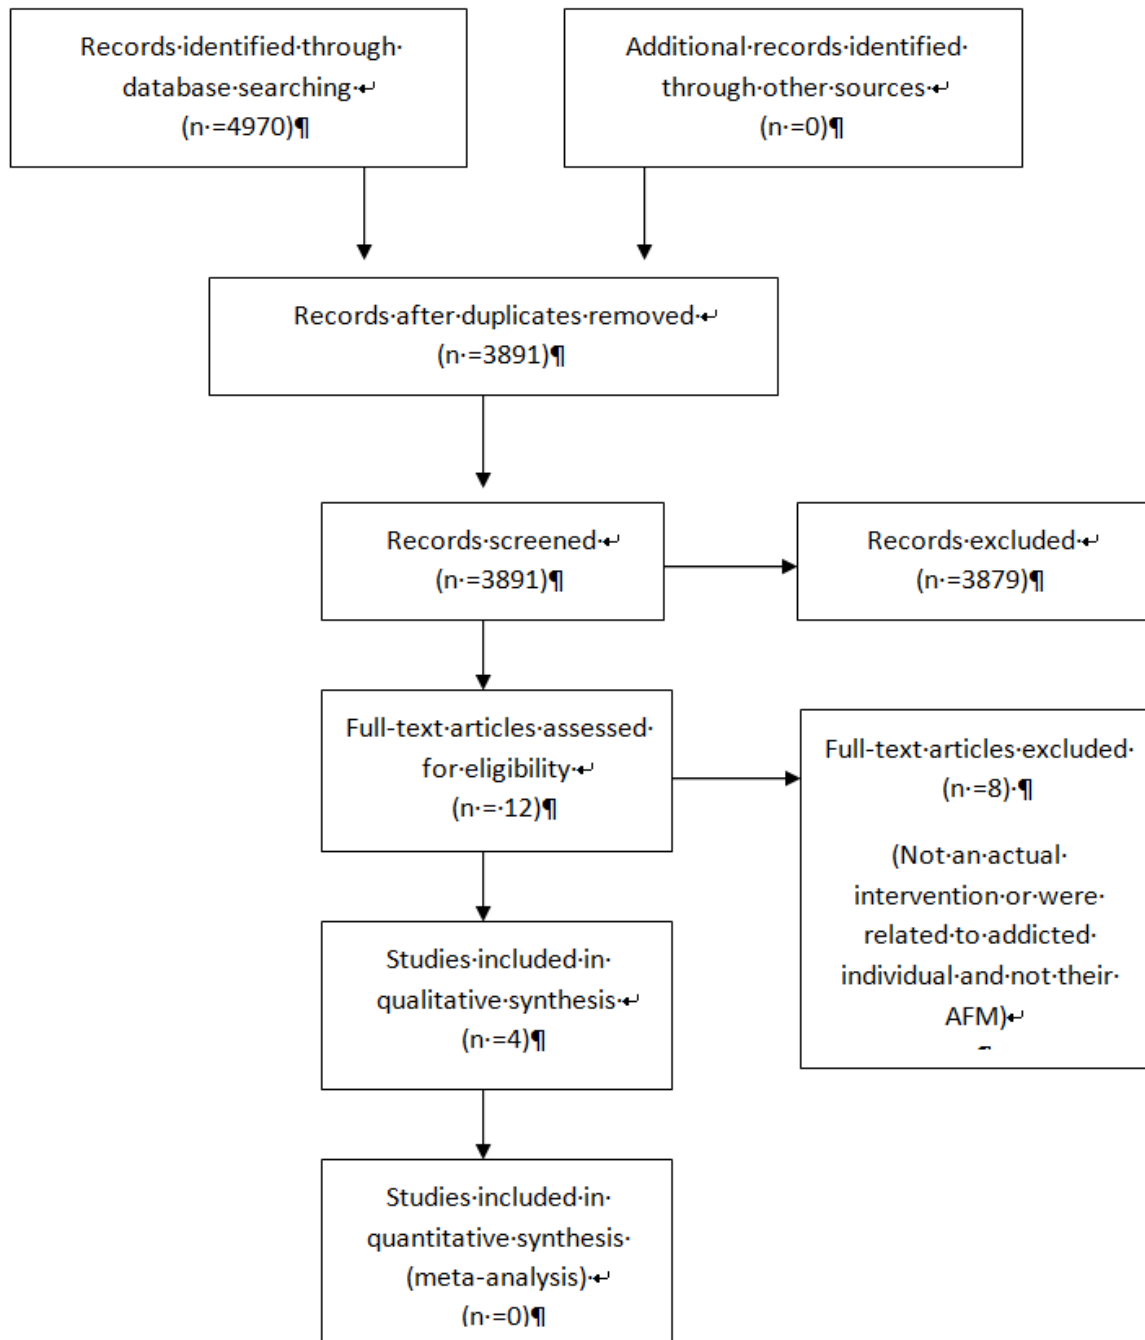 Records·identified·through·
database·searching·↵
(n·=4970)¶
Additional·records·identified·
through·other·sources·↵
(n·=0)¶
Records·after·duplicates·removed·↵
(n·=3891)¶
Records·screened·↵
(n·=3891)¶
Records·excluded·↵
(n·=3879)¶
Full-text·articles·assessed·
for·eligibility·↵
(n·=·12)¶
Full-text·articles·excluded·
(n·=8)·¶
(Not·an·actual·
intervention·or·were·
related·to·addicted·
individual·and·not·their·
AFM)↵
¶
Studies·included·in·
qualitative·synthesis·↵
(n·=4)¶
Studies·included·in·
quantitative·synthesis·
(meta-analysis)·↵
(n·=0)¶